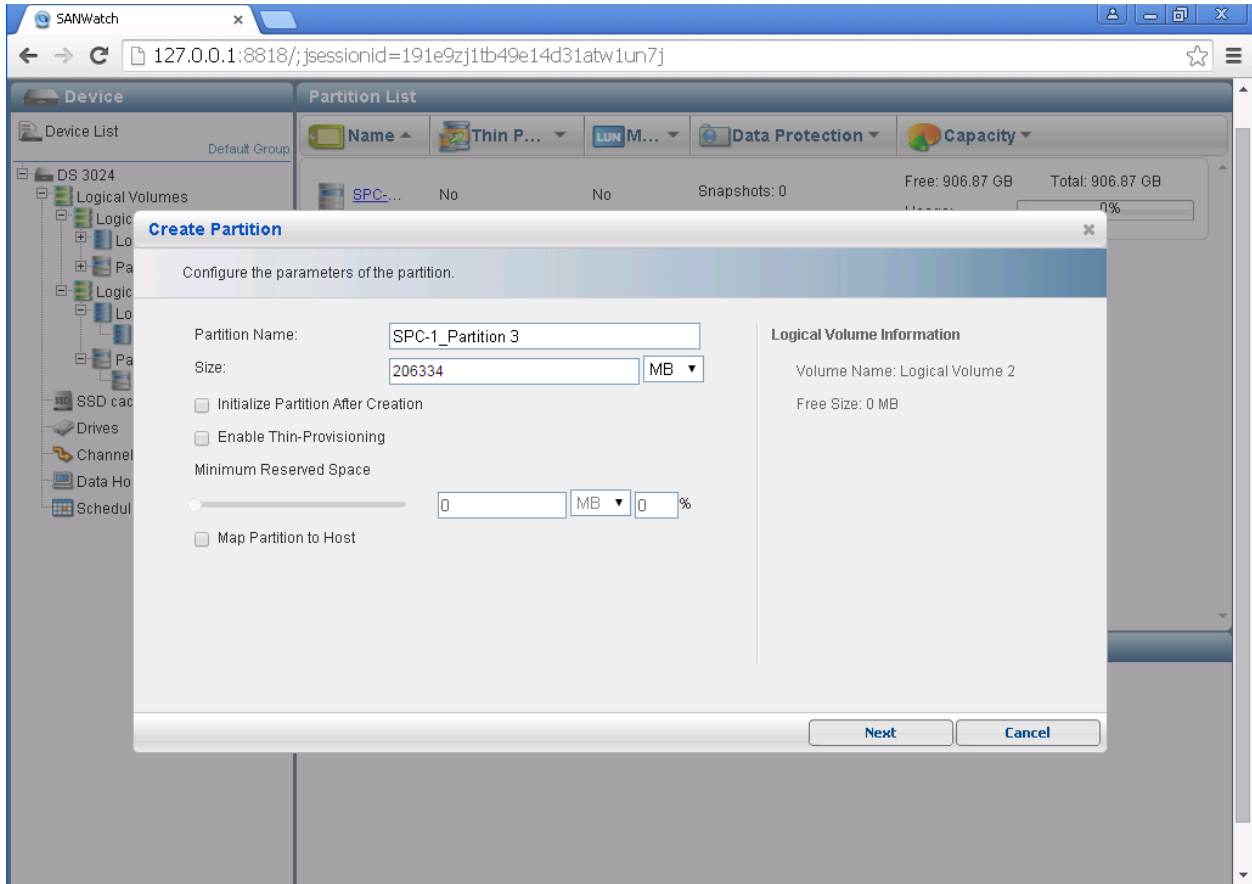 SANWatch
127.0.0.1:8818/;jsessionid=191e9zj1tb49e14d31atw1un7j
Device
Partition List
Device List
Default Group
Name
Thin P...
LUN M...
Data Protection
Capacity
DS 3024
Logical Volumes
Logic
Lo
Pa
Logic
Lo
Pa
SSD cac
Drives
Channel
Data Ho
Schedul
SPC-...
No
No
Snapshots: 0
Free: 906.87 GB
Total: 906.87 GB
0%
Create Partition
Configure the parameters of the partition.
Partition Name:
SPC-1_Partition 3
Size:
206334
MB
Initialize Partition After Creation
Enable Thin-Provisioning
Minimum Reserved Space
0
MB
0
%
Map Partition to Host
Logical Volume Information
Volume Name: Logical Volume 2
Free Size: 0 MB
Next
Cancel